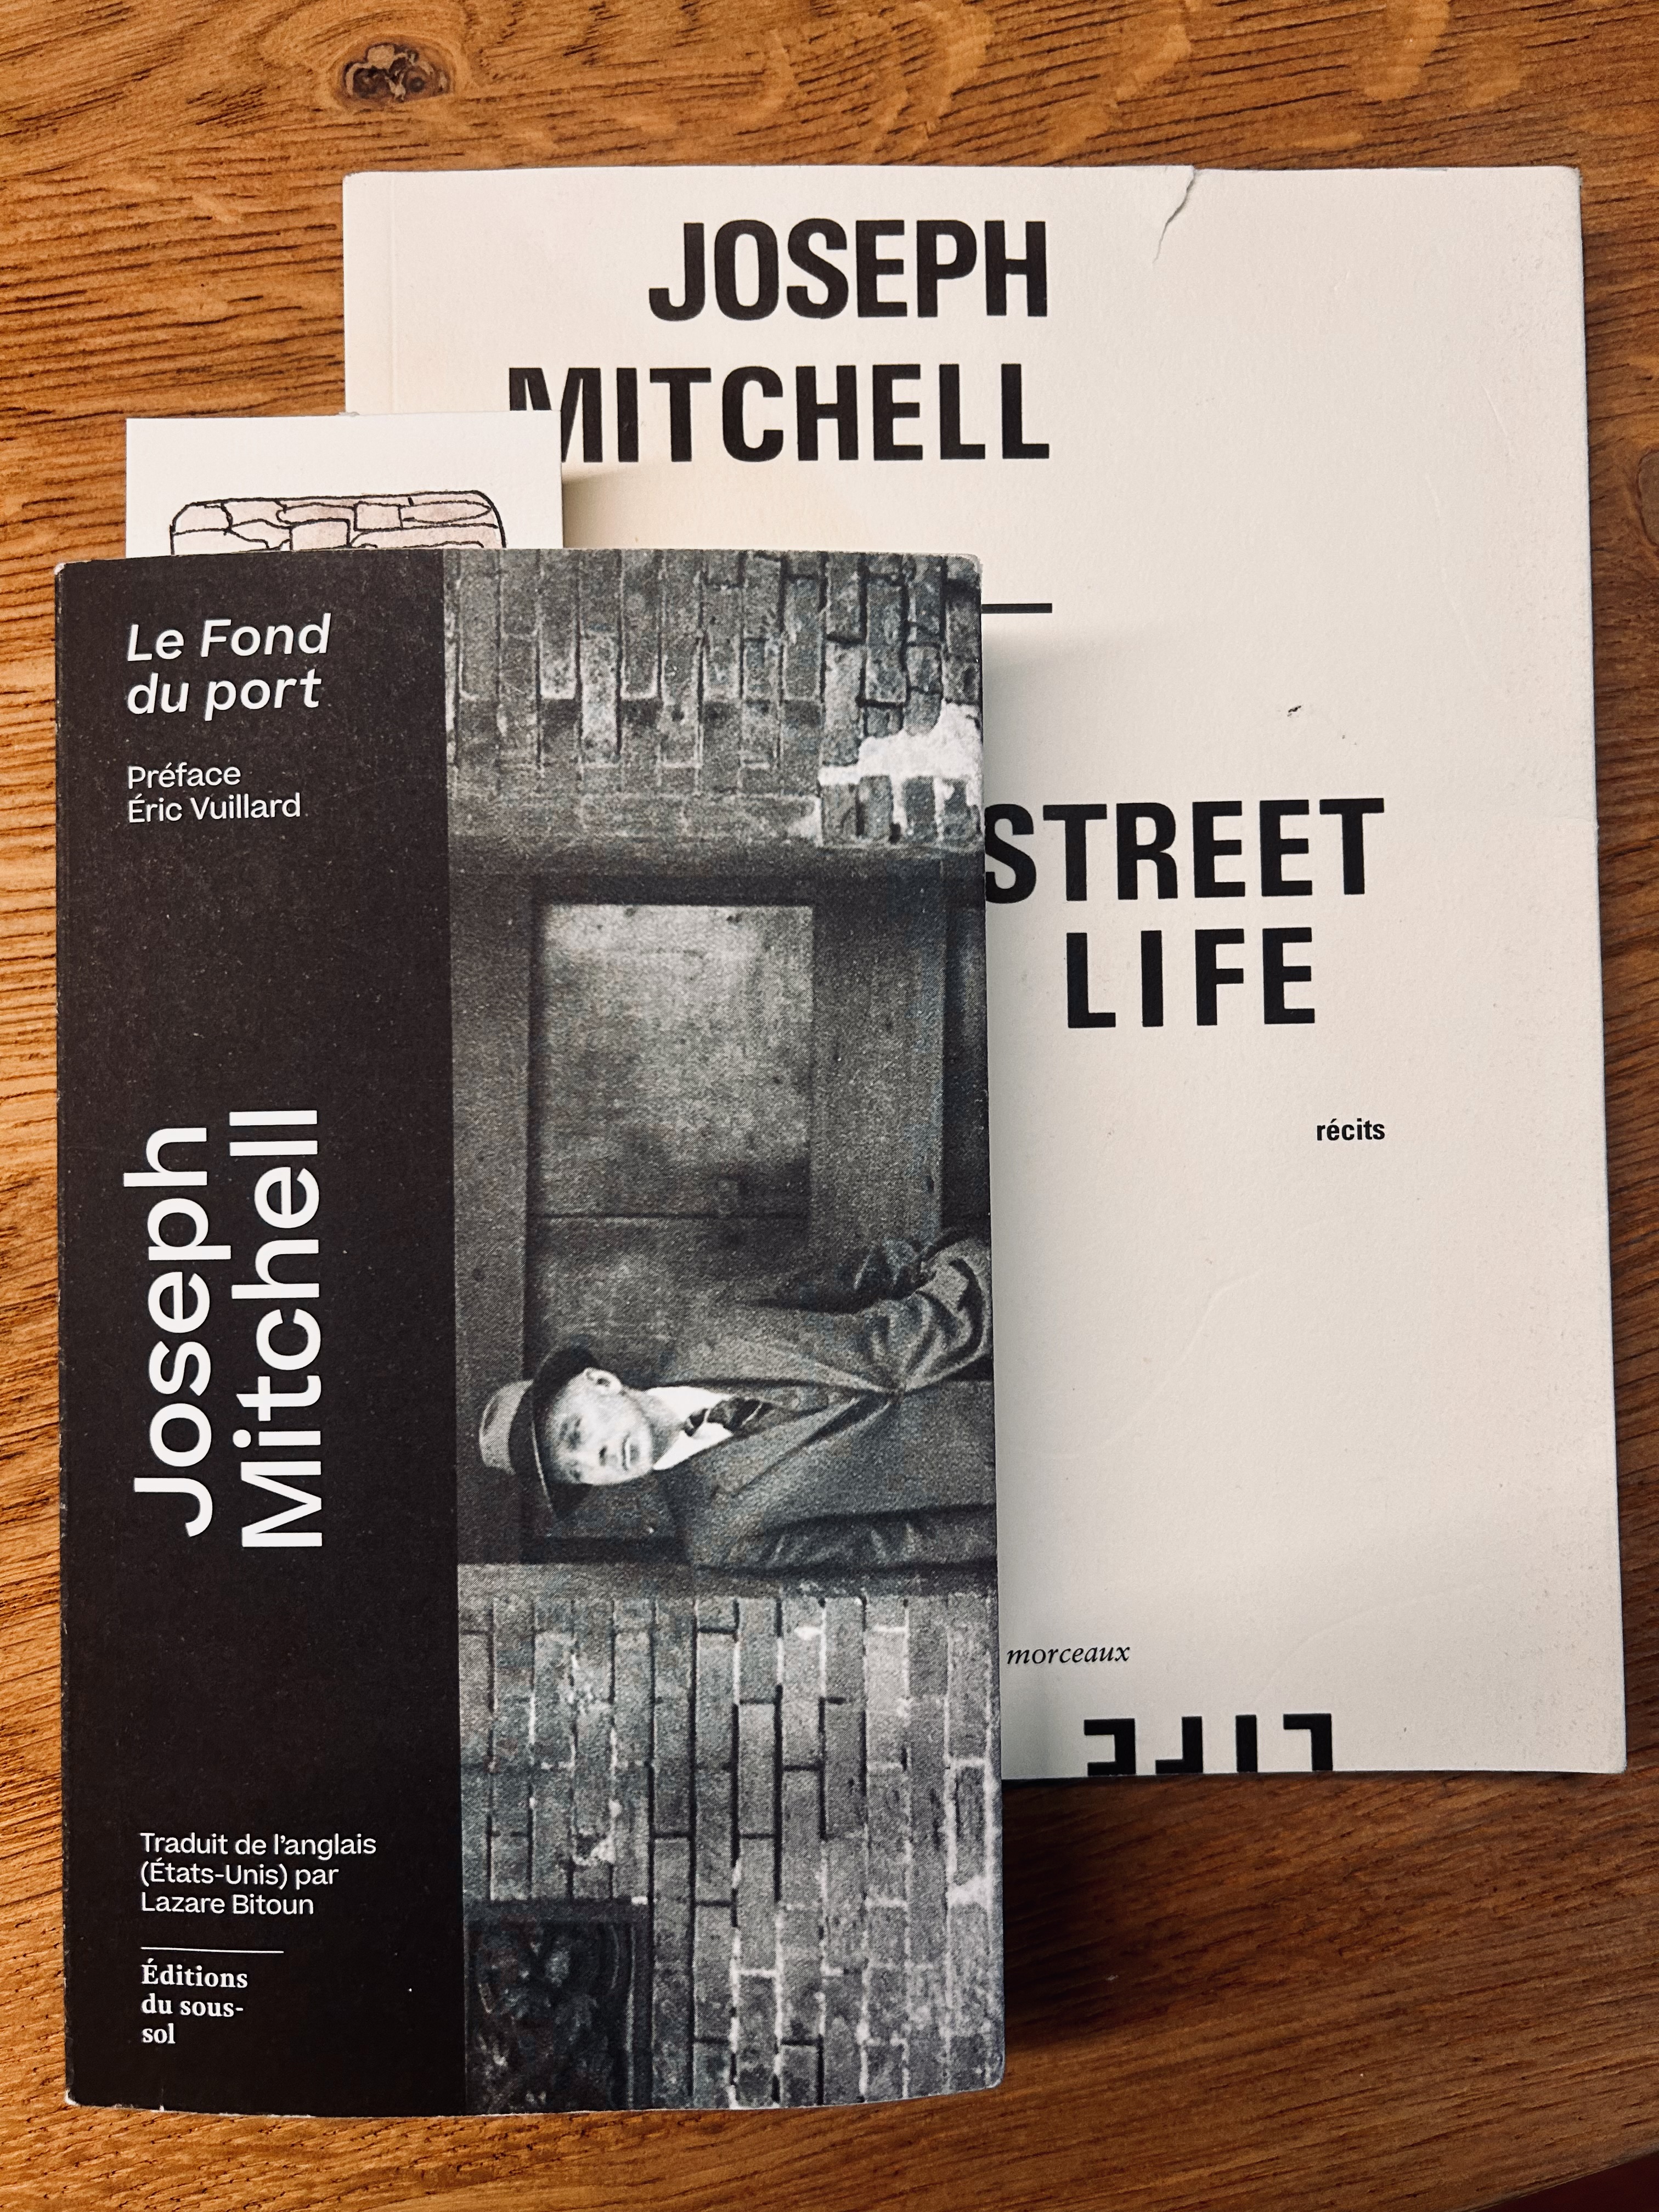 JOSEPH
MITCHELL
STREET
LIFE
récits
morceaux
LIFE
Le Fond
du port
Préface
Éric Vuillard
Joseph
Mitchell
Traduit de l'anglais
(États-Unis) par
Lazare Bitoun
Éditions
du sous-
sol